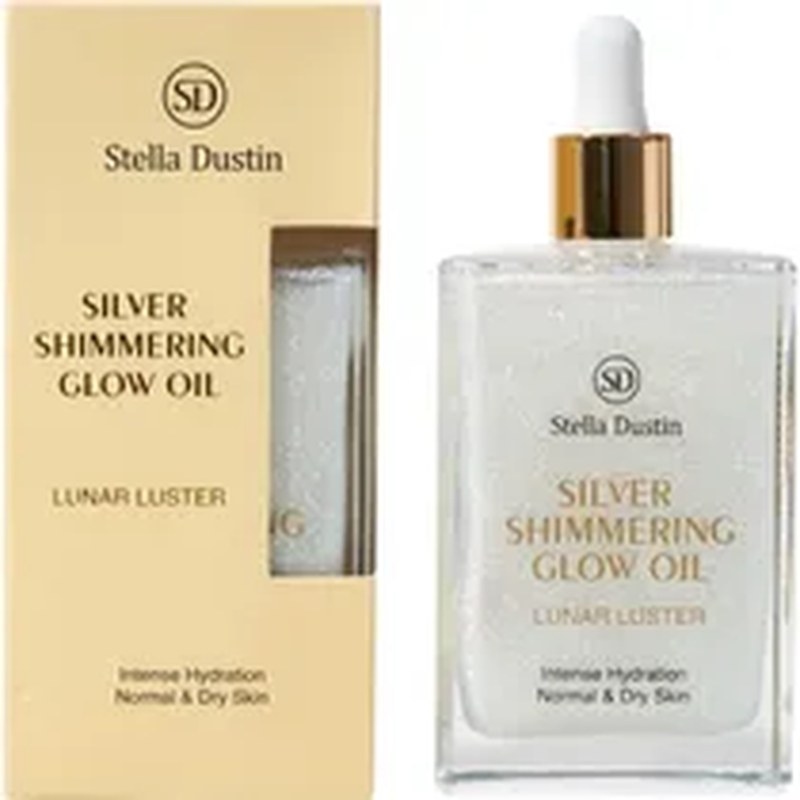 SD
Stella Dustin
SILVER
SHIMMERING
GLOW OIL
LUNAR LUSTER
NG
Intense Hydration
Normal & Dry Skin
SD
Stella Dustin
SILVER
SHIMMERING
GLOW OIL
LUNAR LUSTER
Intense Hydration
Normal & Dry Skin